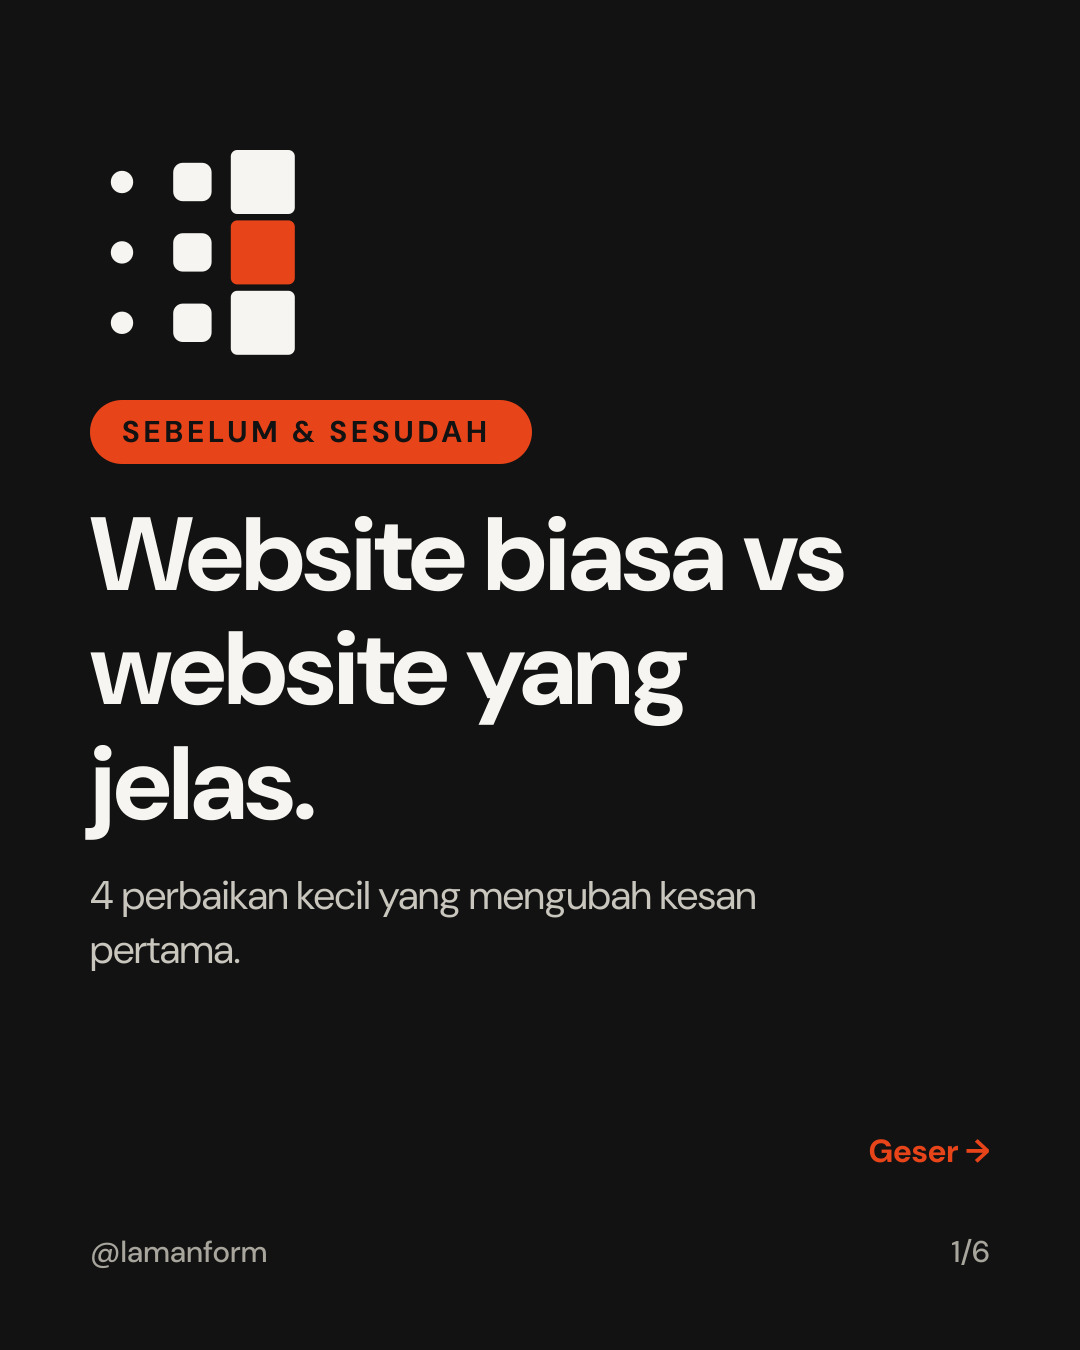 SEBELUM & SESUDAH
Website biasa vs
website yang
jelas.
4 perbaikan kecil yang mengubah kesan
pertama.
Geser →
@lamanform
1/6